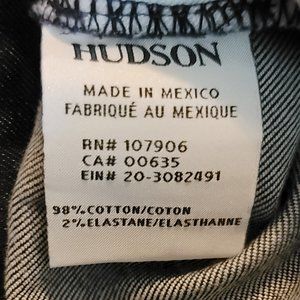 HUDSON
MADE IN MEXICO
FABRIQUÉ AU MEXIQUE
RN# 107906
CA# 00635
EIN# 20-3082491
98%COTTON/COTON
2%ELASTANE/ELASTHANNE